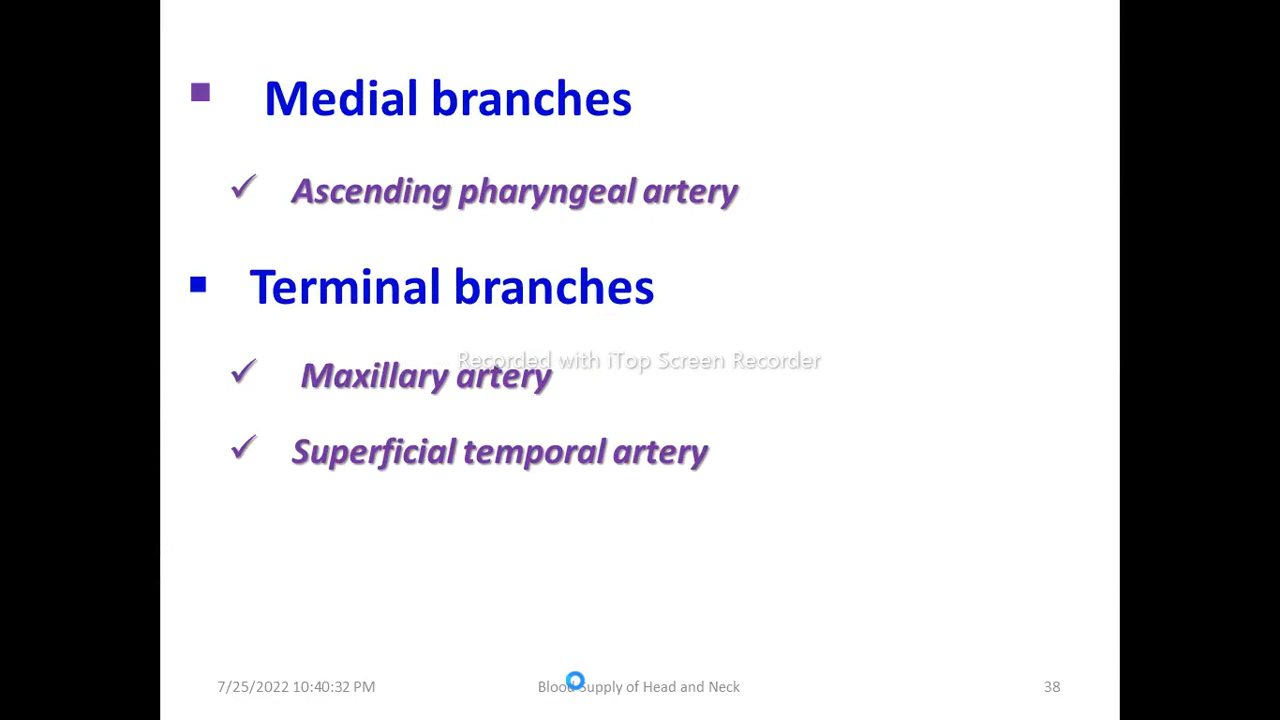 Medial branches
Ascending pharyngeal artery
Terminal branches
Recorded with iTop Screen Recorder
Maxillary artery
Superficial temporal artery
7/25/2022 10:40:32 PM
Blood Supply of Head and Neck
38